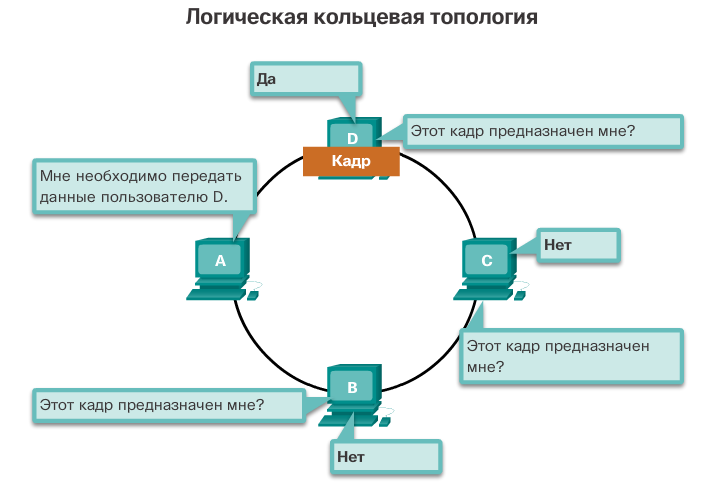 Логическая кольцевая топология
Да
D
Этот кадр предназначен мне?
Кадр
Мне необходимо передать
данные пользователю D.
A
C
Нет
Этот кадр предназначен
мне?
B
Этот кадр предназначен мне?
Нет